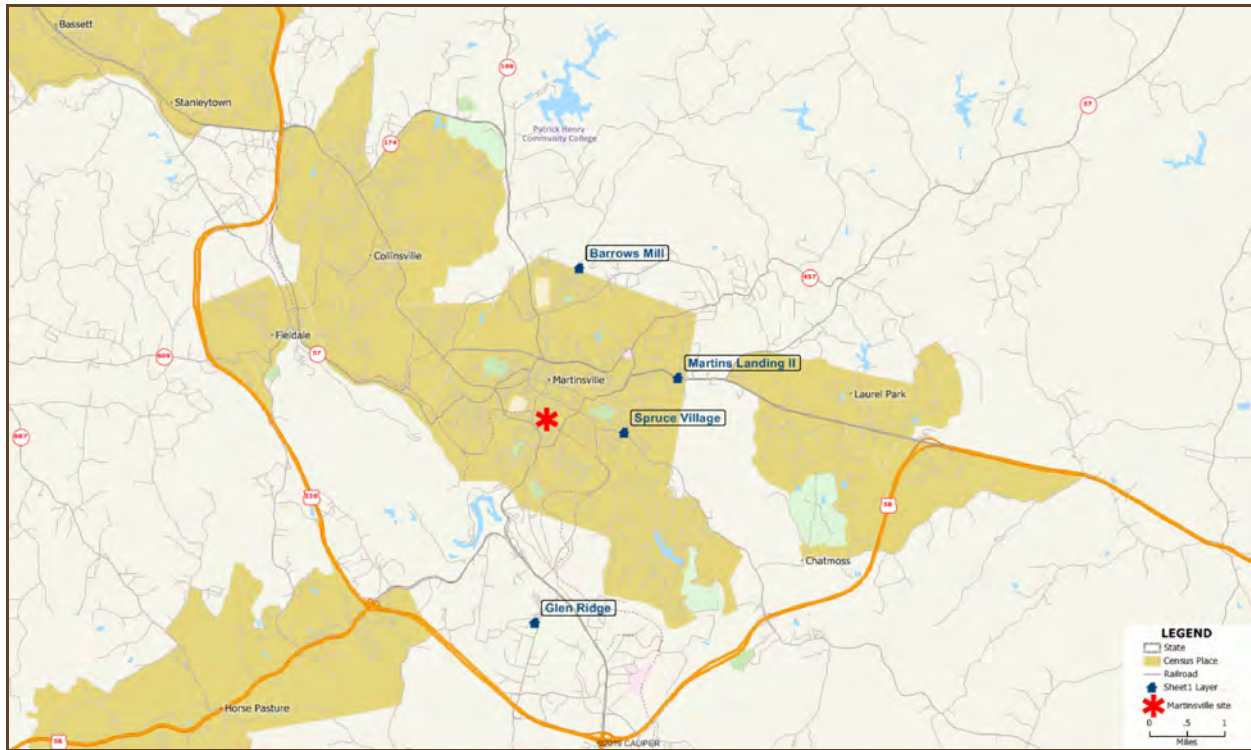 Bassett
Stanleytown
108
57
174
Patrick Henry
Community College
Collinsville
Barrows Mill
457
Fieldale
57
609
Martins Landing II
Martinsville
Laurel Park
Spruce Village
687
220
58
Chatmoss
Glen Ridge
Horse Pasture
58
©2019 CALIPER
LEGEND
State
Census Place
Railroad
Sheet1 Layer
Martinsville site
0 .5 1
Miles